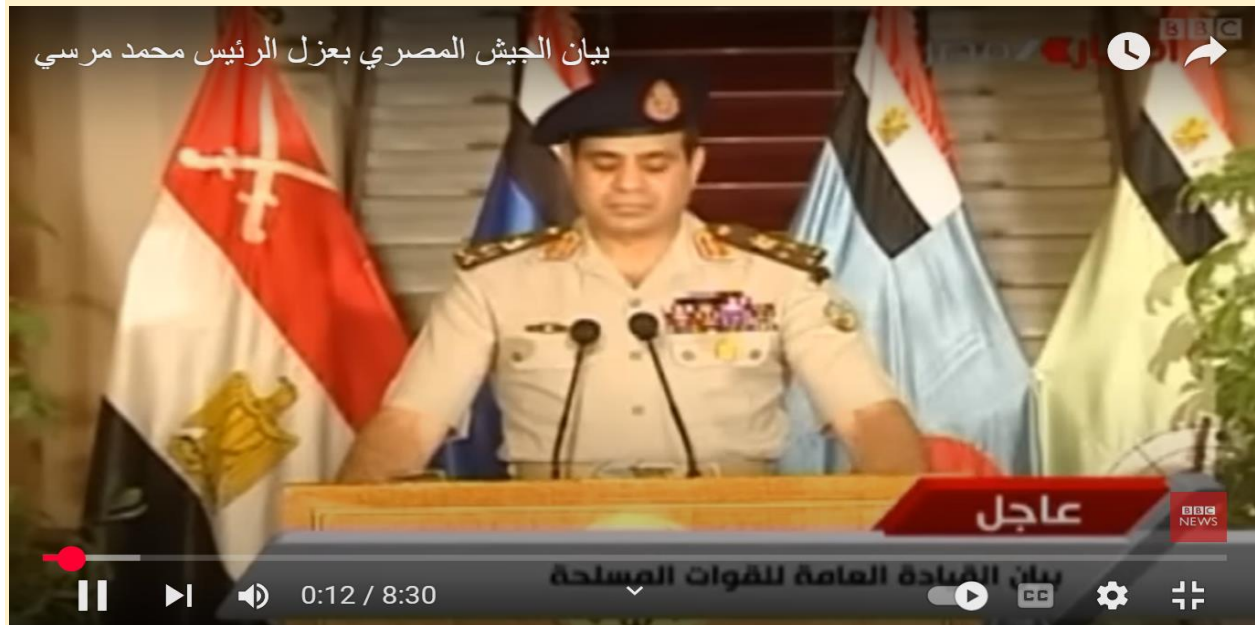 بيان الجيش المصري بعزل الرئيس محمد مرسي
BBC
عاجل
BBC
NEWS
بيان القيادة العامة للقوات المسلحة
0:12 / 8:30
CC